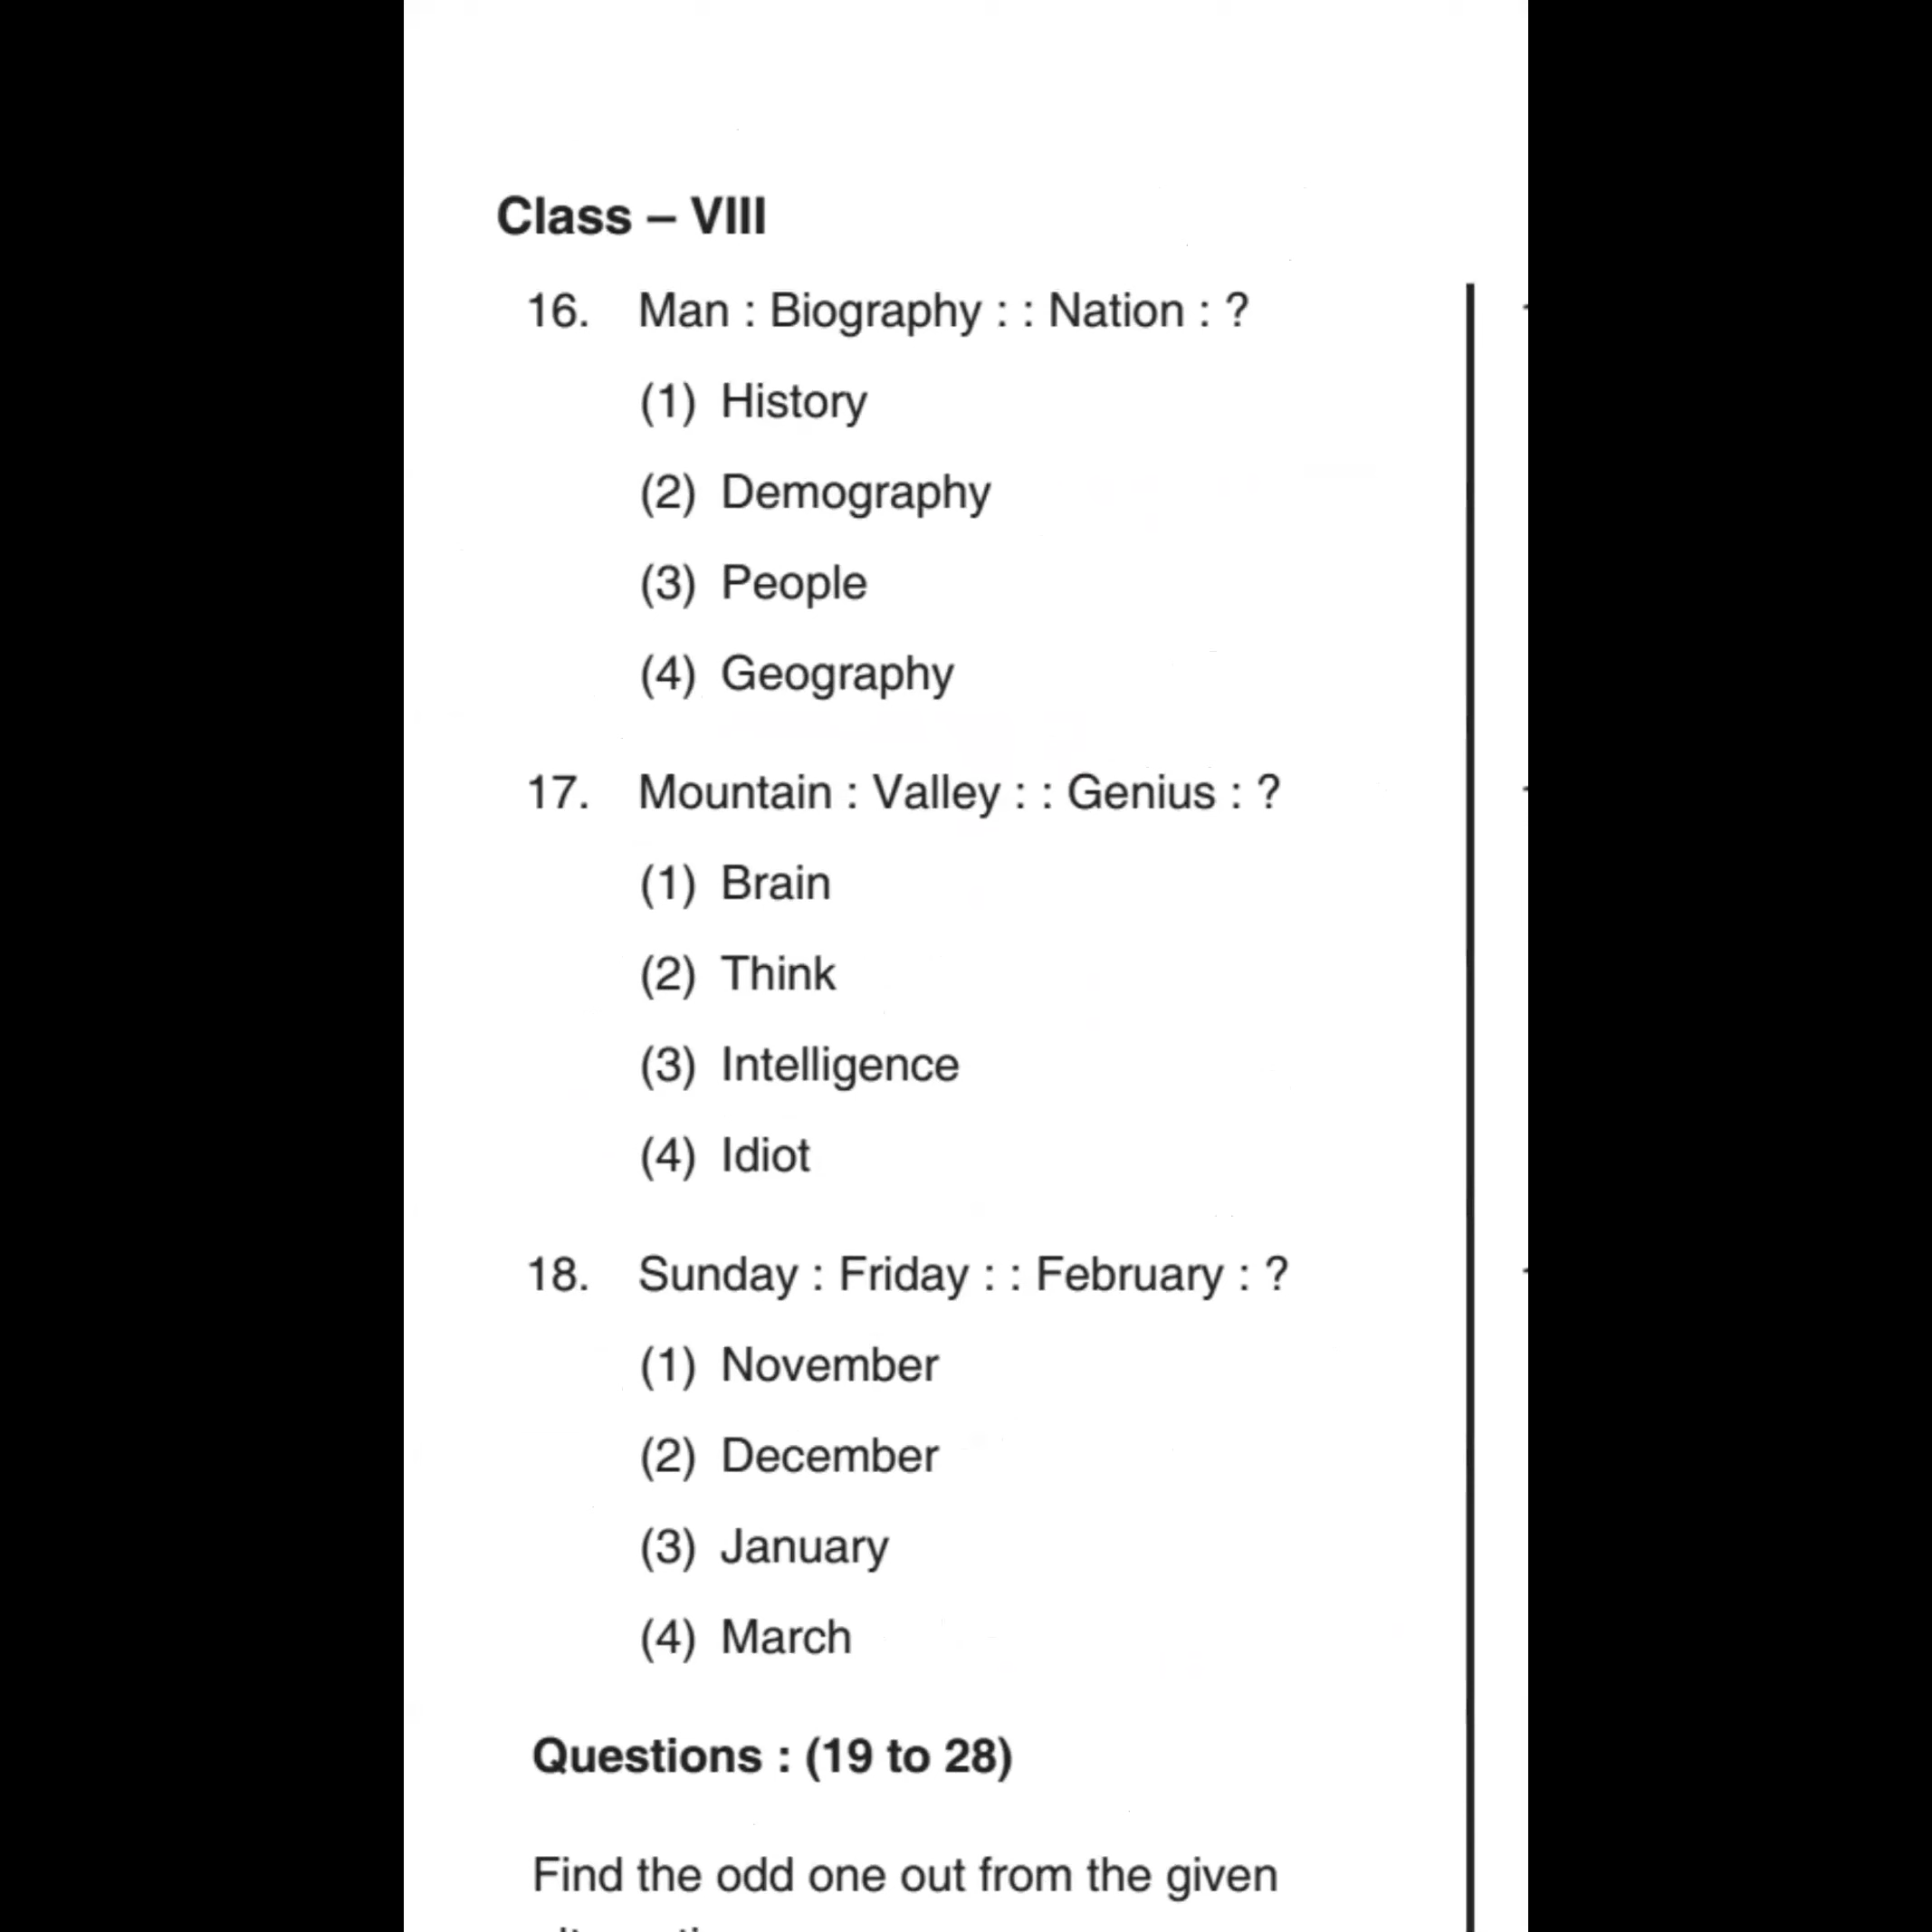 Class – VIII
16. Man : Biography : : Nation : ?
(1) History
(2) Demography
(3) People
(4) Geography
17. Mountain : Valley : : Genius : ?
(1) Brain
(2) Think
(3) Intelligence
(4) Idiot
18. Sunday : Friday : : February : ?
(1) November
(2) December
(3) January
(4) March
Questions : (19 to 28)
Find the odd one out from the given